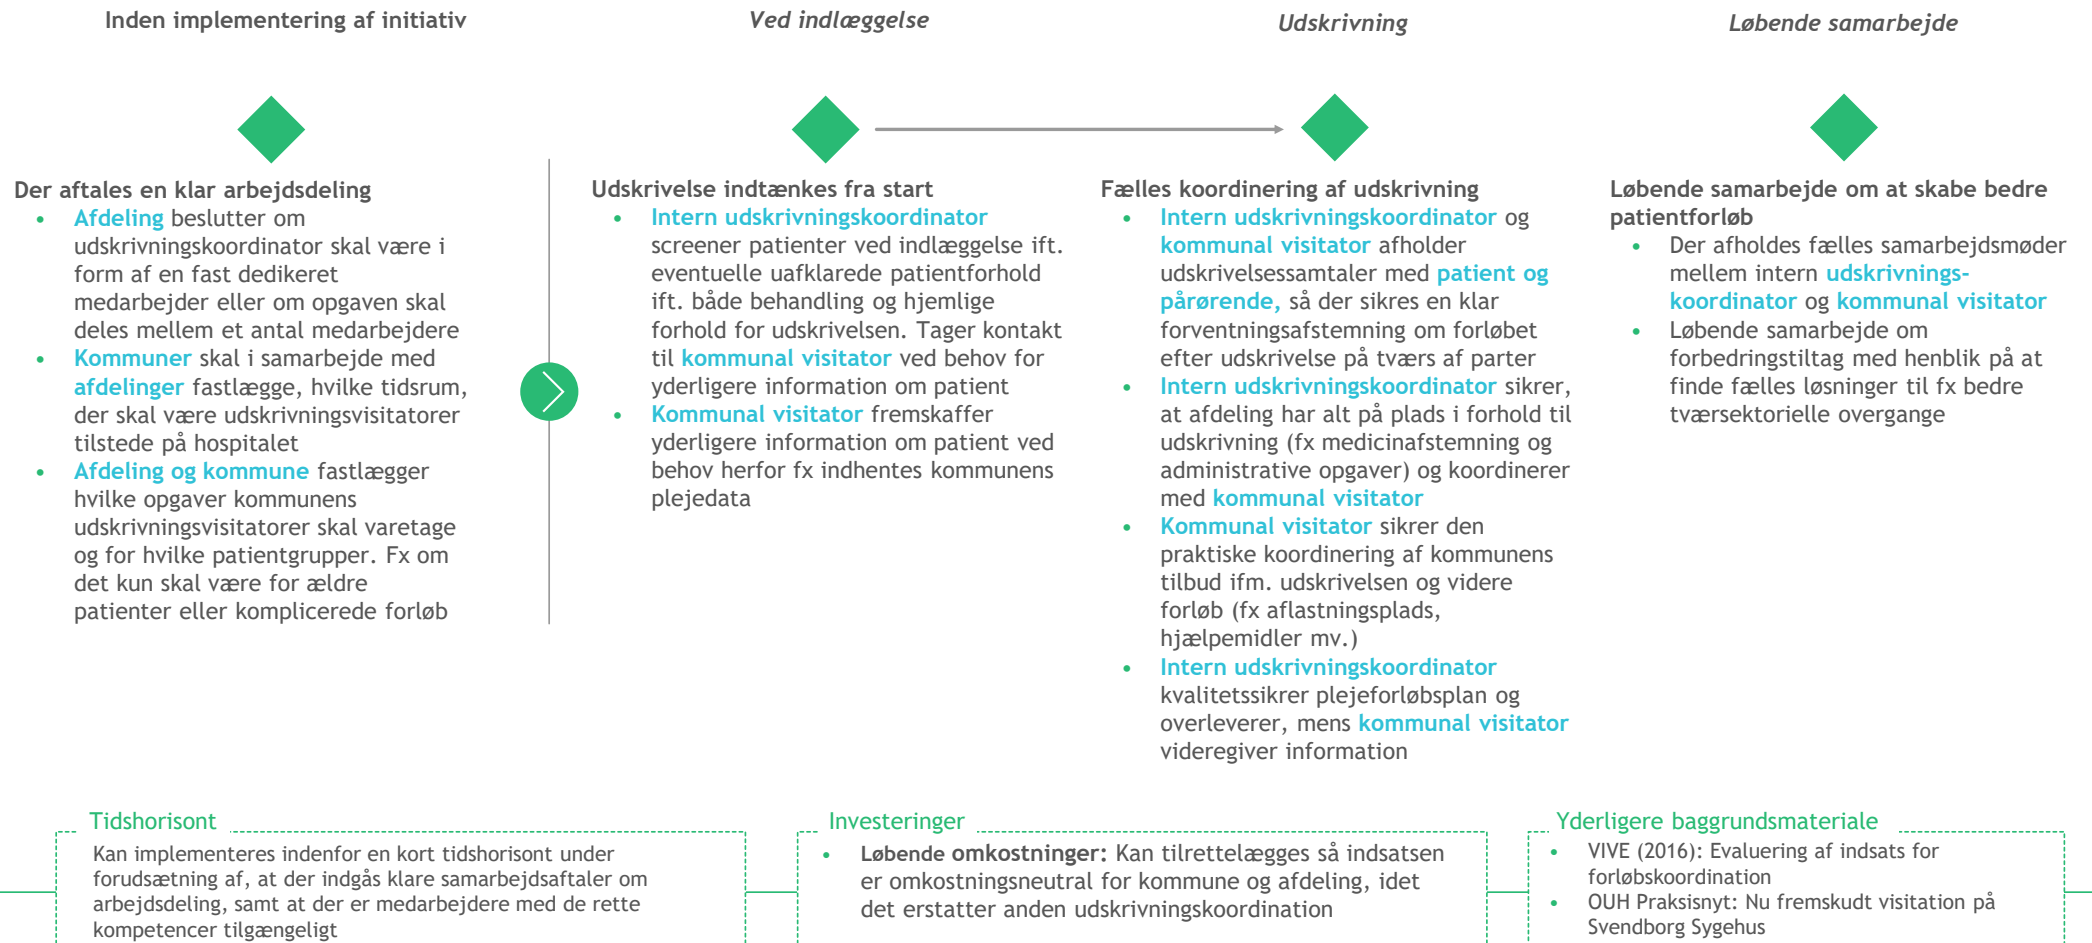 Inden implementering af initiativ
Ved indlæggelse
Udskrivning
Løbende samarbejde
Der aftales en klar arbejdsdeling
• Afdeling beslutter om
udskrivningskoordinator skal være i
form af en fast dedikeret
medarbejder eller om opgaven skal
deles mellem et antal medarbejdere
• Kommuner skal i samarbejde med
afdelinger fastlægge, hvilke tidsrum,
der skal være udskrivningsvisitatorer
tilstede på hospitalet
• Afdeling og kommune fastlægger
hvilke opgaver kommunens
udskrivningsvisitatorer skal varetage
og for hvilke patientgrupper. Fx om
det kun skal være for ældre
patienter eller komplicerede forløb
Udskrivelse indtænkes fra start
• Intern udskrivningskoordinator
screener patienter ved indlæggelse ift.
eventuelle uafklarede patientforhold
ift. både behandling og hjemlige
forhold for udskrivelsen. Tager kontakt
til kommunal visitator ved behov for
yderligere information om patient
• Kommunal visitator fremskaffer
yderligere information om patient ved
behov herfor fx indhentes kommunens
plejedata
Fælles koordinering af udskrivning
• Intern udskrivningskoordinator og
kommunal visitator afholder
udskrivelsessamtaler med patient og
pårørende, så der sikres en klar
forventningsafstemning om forløbet
efter udskrivelse på tværs af parter
• Intern udskrivningskoordinator sikrer,
at afdeling har alt på plads i forhold til
udskrivning (fx medicinafstemning og
administrative opgaver) og koordinerer
med kommunal visitator
• Kommunal visitator sikrer den
praktiske koordinering af kommunens
tilbud ifm. udskrivelsen og videre
forløb (fx aflastningsplads,
hjælpemidler mv.)
• Intern udskrivningskoordinator
kvalitetssikrer plejeforløbsplan og
overleverer, mens kommunal visitator
videregiver information
Løbende samarbejde om at skabe bedre
patientforløb
• Der afholdes fælles samarbejdsmøder
mellem intern udskrivnings-
koordinator og kommunal visitator
• Løbende samarbejde om
forbedringstiltag med henblik på at
finde fælles løsninger til fx bedre
tværsektorielle overgange
Tidshorisont
Kan implementeres indenfor en kort tidshorisont under
forudsætning af, at der indgås klare samarbejdsaftaler om
arbejdsdeling, samt at der er medarbejdere med de rette
kompetencer tilgængeligt
Investeringer
• Løbende omkostninger: Kan tilrettelægges så indsatsen
er omkostningsneutral for kommune og afdeling, idet
det erstatter anden udskrivningskoordination
Yderligere baggrundsmateriale
• VIVE (2016): Evaluering af indsats for
forløbskoordination
• OUH Praksisnyt: Nu fremskudt visitation på
Svendborg Sygehus